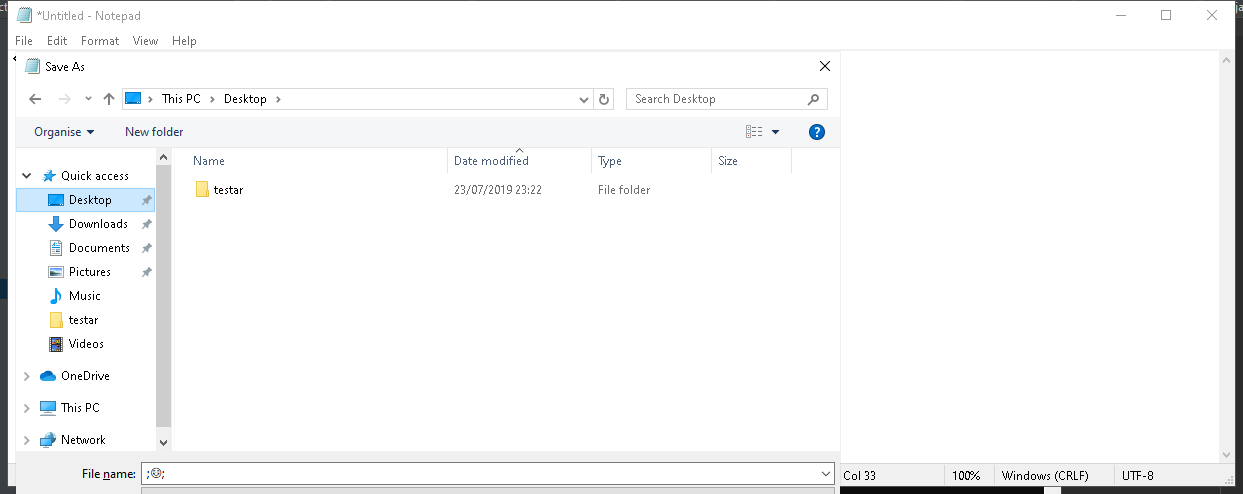 *Untitled - Notepad
File Edit Format View Help
Save As
This PC Desktop
Search Desktop
Organise New folder
Name Date modified Type Size
Quick access
testar 23/07/2019 23:22 File folder
Desktop
Downloads
Documents
Pictures
Music
testar
Videos
OneDrive
This PC
Network
File name: ;☺;
Col 33 100% Windows (CRLF) UTF-8